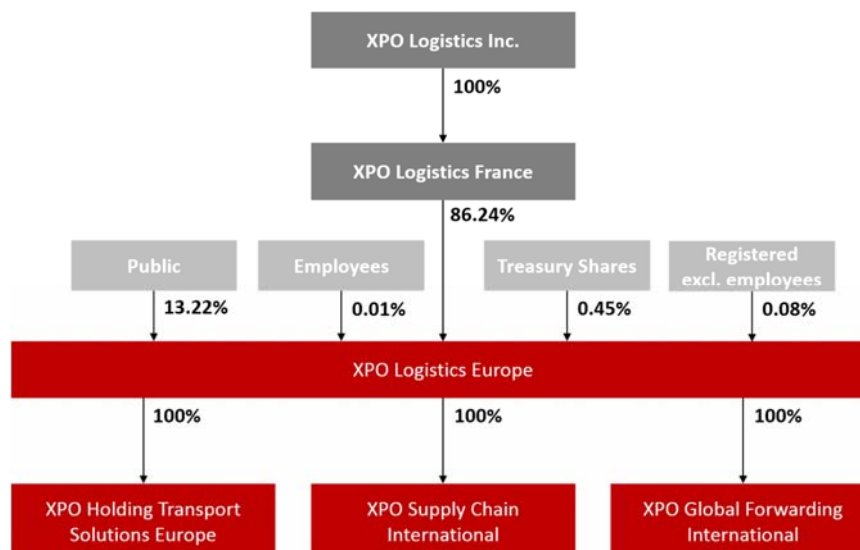 XPO Logistics Inc.
100%
XPO Logistics France
86.24%
Public
Employees
Treasury Shares
Registered
excl. employees
13.22%
0.01%
0.45%
0.08%
XPO Logistics Europe
100%
100%
100%
XPO Holding Transport
Solutions Europe
XPO Supply Chain
International
XPO Global Forwarding
International